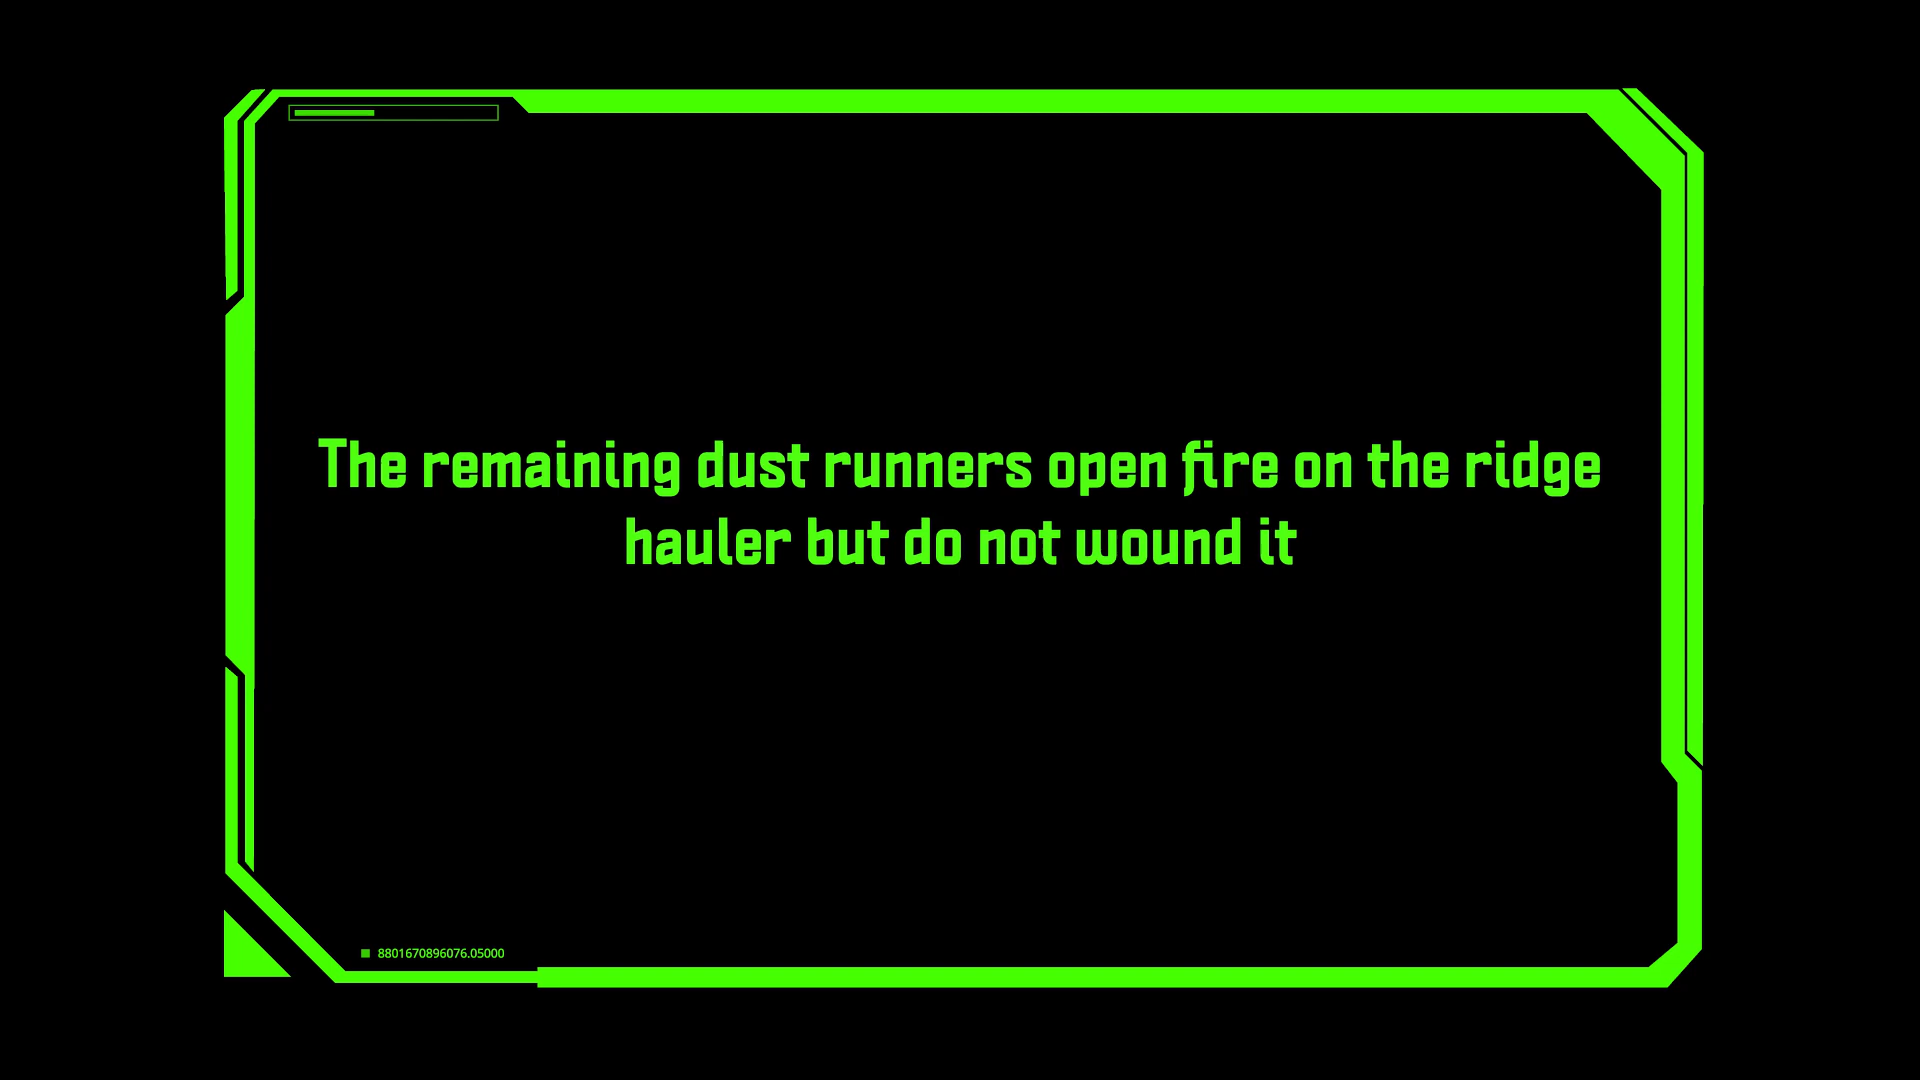 The remaining dust runners open fire on the ridge
hauler but do not wound it
8801670896076.05000